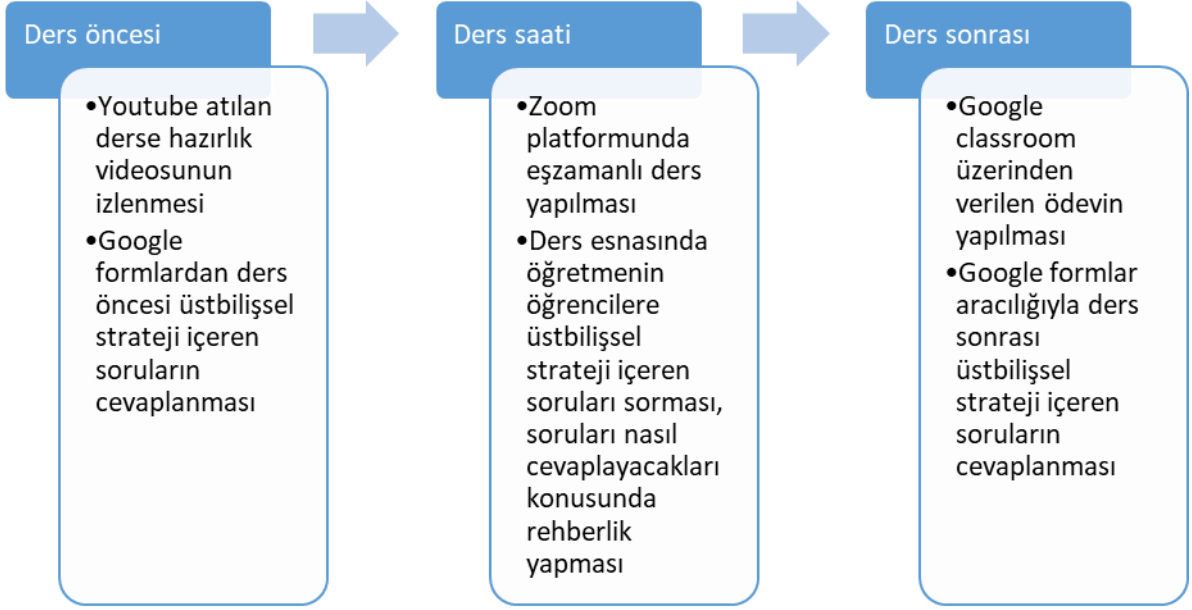 Ders öncesi
•Youtube atılan
derse hazırlık
videosunun
izlenmesi
•Google
formlardan ders
öncesi üstbilişsel
strateji içeren
soruların
cevaplanması
Ders saati
•Zoom
platformunda
eşzamanlı ders
yapılması
•Ders esnasında
öğretmenin
öğrencilere
üstbilişsel
strateji içeren
soruları sorması,
soruları nasıl
cevaplayacakları
konusunda
rehberlik
yapması
Ders sonrası
•Google
classroom
üzerinden
verilen ödevin
yapılması
•Google formlar
aracılığıyla ders
sonrası
üstbilişsel
strateji içeren
soruların
cevaplanması